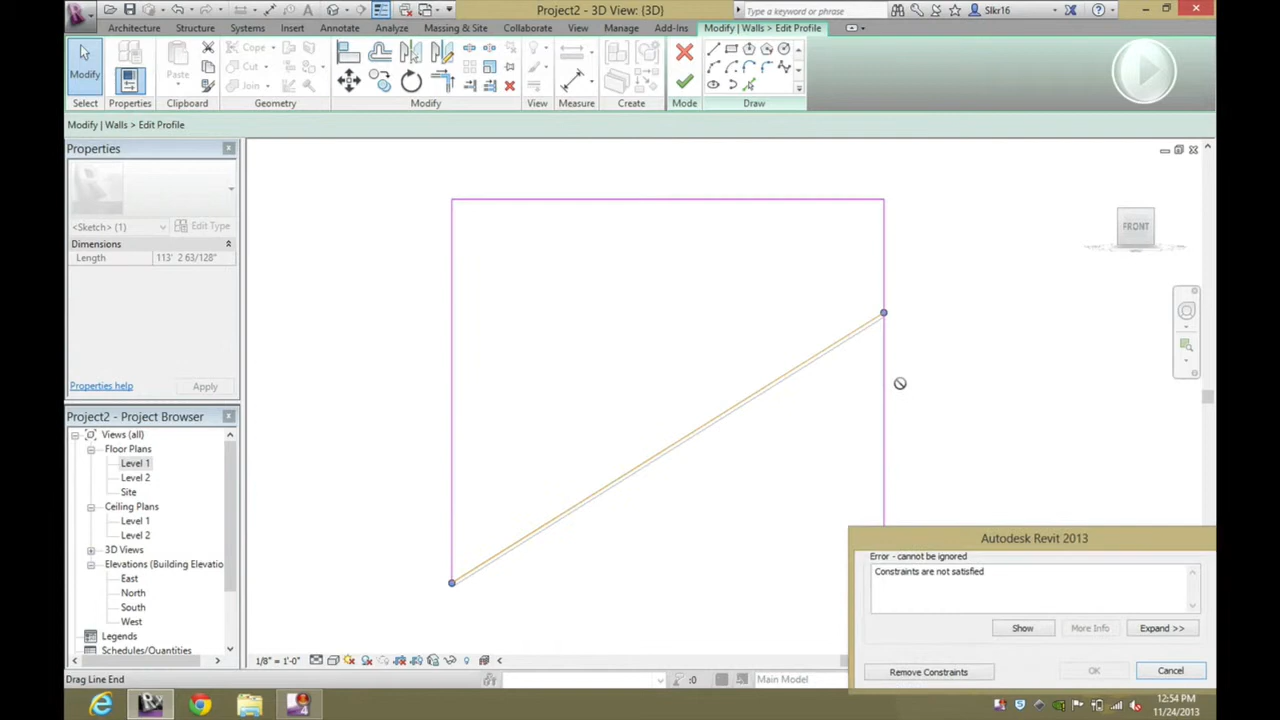 Project2 - 3D View: {3D}
Type a keyword or phrase
Slkr16
Architecture
Structure
Systems
Insert
Annotate
Analyze
Massing & Site
Collaborate
View
Manage
Add-Ins
Modify | Walls > Edit Profile
Modify
Paste
Cope
Cut
Join
Select
Properties
Clipboard
Geometry
Modify
View
Measure
Create
Mode
Draw
Modify | Walls > Edit Profile
Properties
<Sketch> (1)
Edit Type
Dimensions
Length
113' 2 63/128"
Properties help
Apply
FRONT
Project2 - Project Browser
Views (all)
Floor Plans
Level 1
Level 2
Site
Ceiling Plans
Level 1
Level 2
3D Views
Elevations (Building Elevatio
East
North
South
West
Legends
Schedules/Quantities
Autodesk Revit 2013
Error - cannot be ignored
Constraints are not satisfied
Show
More Info
Expand >>
Remove Constraints
OK
Cancel
1/8" = 1'-0"
Drag Line End
:0
Main Model
12:54 PM
11/24/2013